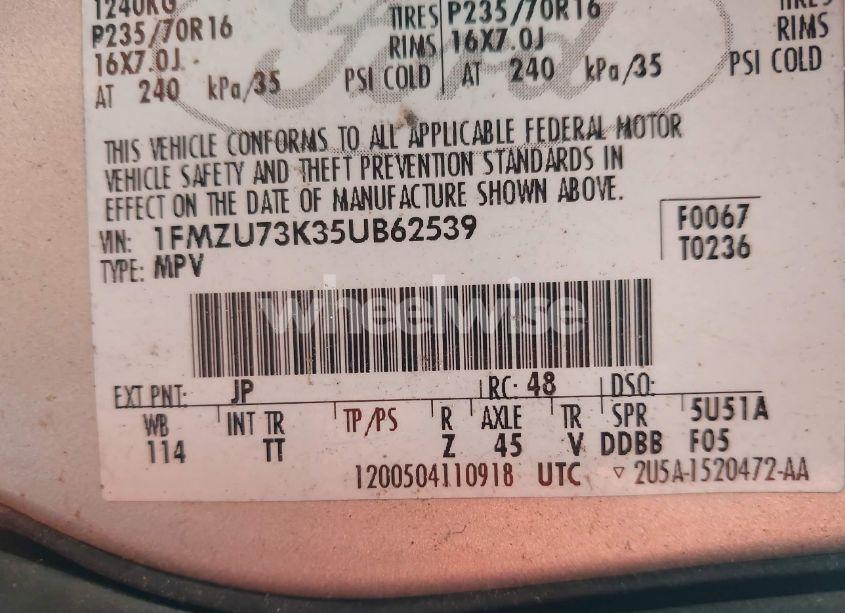 1240KG
P235/70R16 TIRES P235/70R16 TIRES
16X7.0J RIMS 16X7.0J RIMS
AT 240 kPa/35 PSI COLD AT 240 kPa/35 PSI COLD
THIS VEHICLE CONFORMS TO ALL APPLICABLE FEDERAL MOTOR
VEHICLE SAFETY AND THEFT PREVENTION STANDARDS IN
EFFECT ON THE DATE OF MANUFACTURE SHOWN ABOVE.
VIN: 1FMZU73K35UB62539 F0067
TYPE: MPV T0236
wheelwise
EXT PNT: JP RC: 48 DSO:
WB INT TR TP/PS R AXLE TR SPR 5U51A
114 TT Z 45 V DDBB F05
1200504110918 UTC ▽ 2U5A-1520472-AA